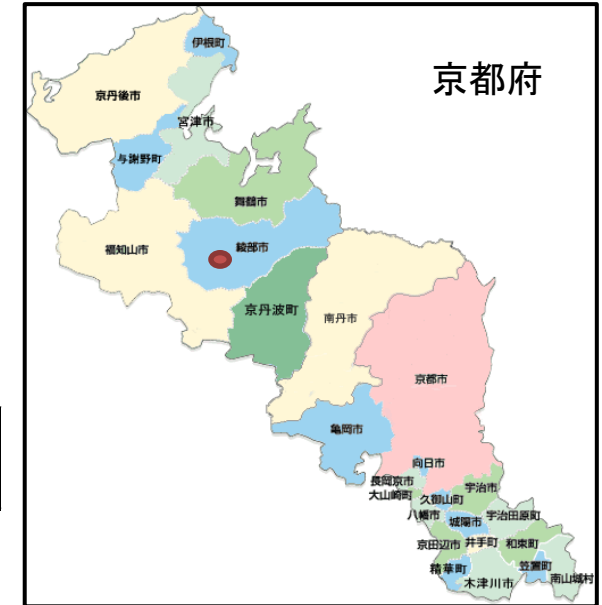 京都府
伊根町
京丹後市
宮津市
与謝野町
舞鶴市
綾部市
福知山市
京丹波町
南丹市
京都市
亀岡市
向日市
長岡京市
大山崎町
宇治市
久御山町
八幡市
城陽市
宇治田原町
京田辺市
井手町
和束町
精華町
笠置町
木津川市
南山城村